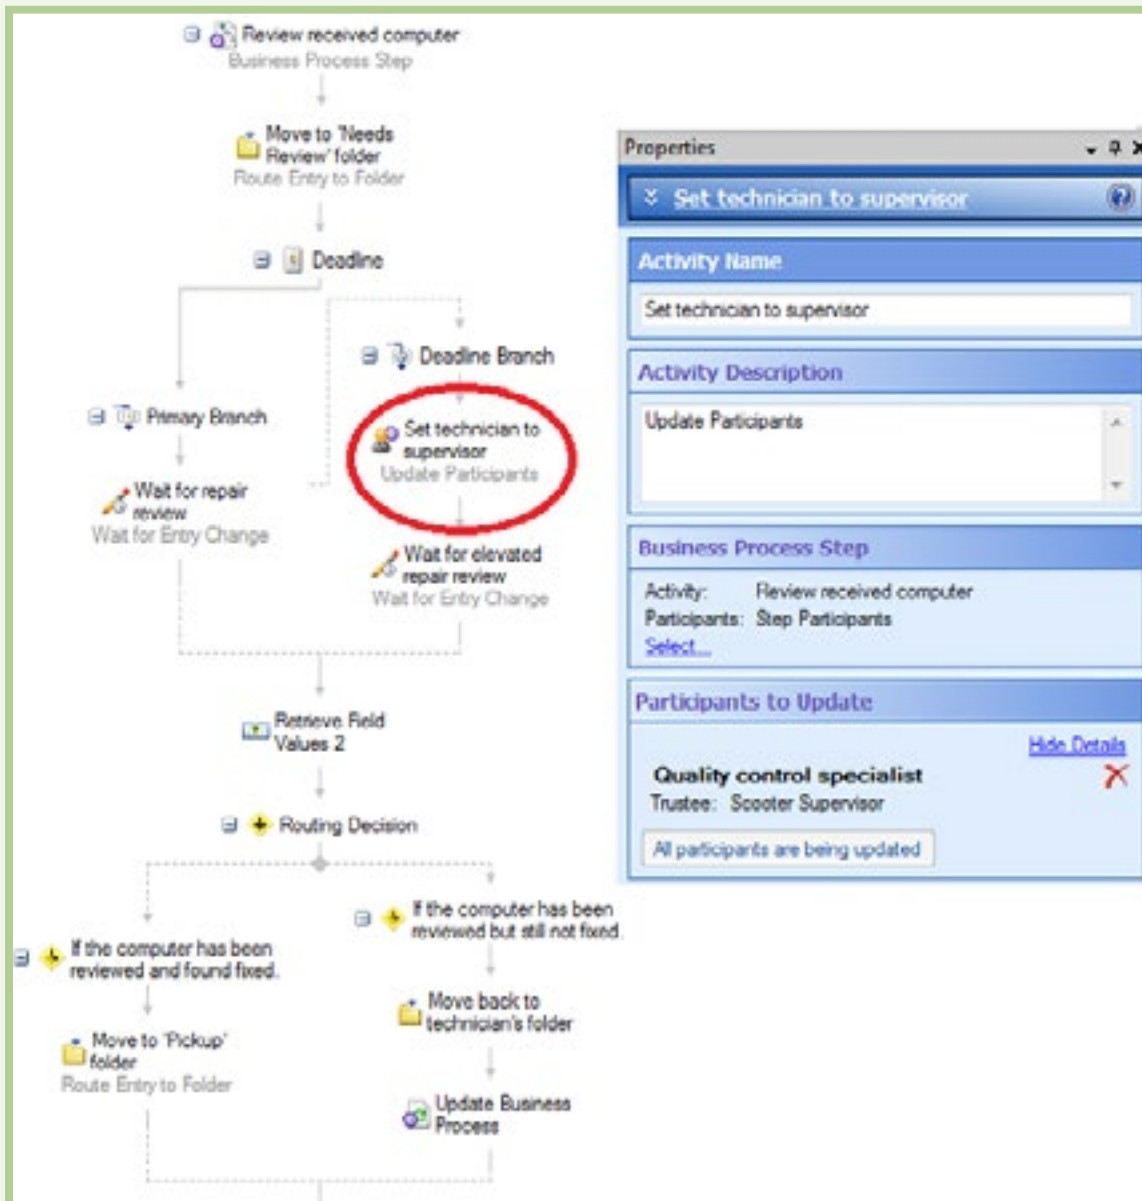 Review received computer
Business Process Step
Move to 'Needs
Review' folder
Route Entry to Folder
Deadline
Deadline Branch
Primary Branch
Set technician to
supervisor
Update Participants
Wait for repair
review
Wait for Entry Change
Wait for elevated
repair review
Wait for Entry Change
Retrieve Field
Values 2
Routing Decision
If the computer has been
reviewed but still not fixed.
If the computer has been
reviewed and found fixed.
Move back to
technician's folder
Move to 'Pickup'
folder
Route Entry to Folder
Update Business
Process
Properties
Set technician to supervisor
Activity Name
Set technician to supervisor
Activity Description
Update Participants
Business Process Step
Activity: Review received computer
Participants: Step Participants
Select...
Participants to Update
Hide Details
Quality control specialist
Trustee: Scooter Supervisor
All participants are being updated